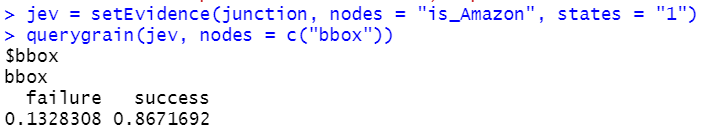 > jev = setEvidence(junction, nodes = "is_Amazon", states = "1")
> querygrain(jev, nodes = c("bbox"))
$bbox
bbox
  failure   success
0.1328308 0.8671692